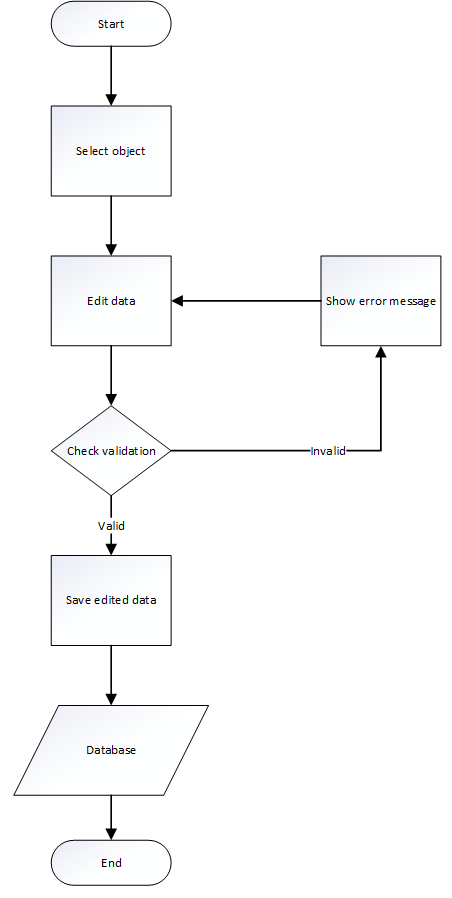 Start
Select object
Edit data
Show error message
Check validation
Invalid
Valid
Save edited data
Database
End